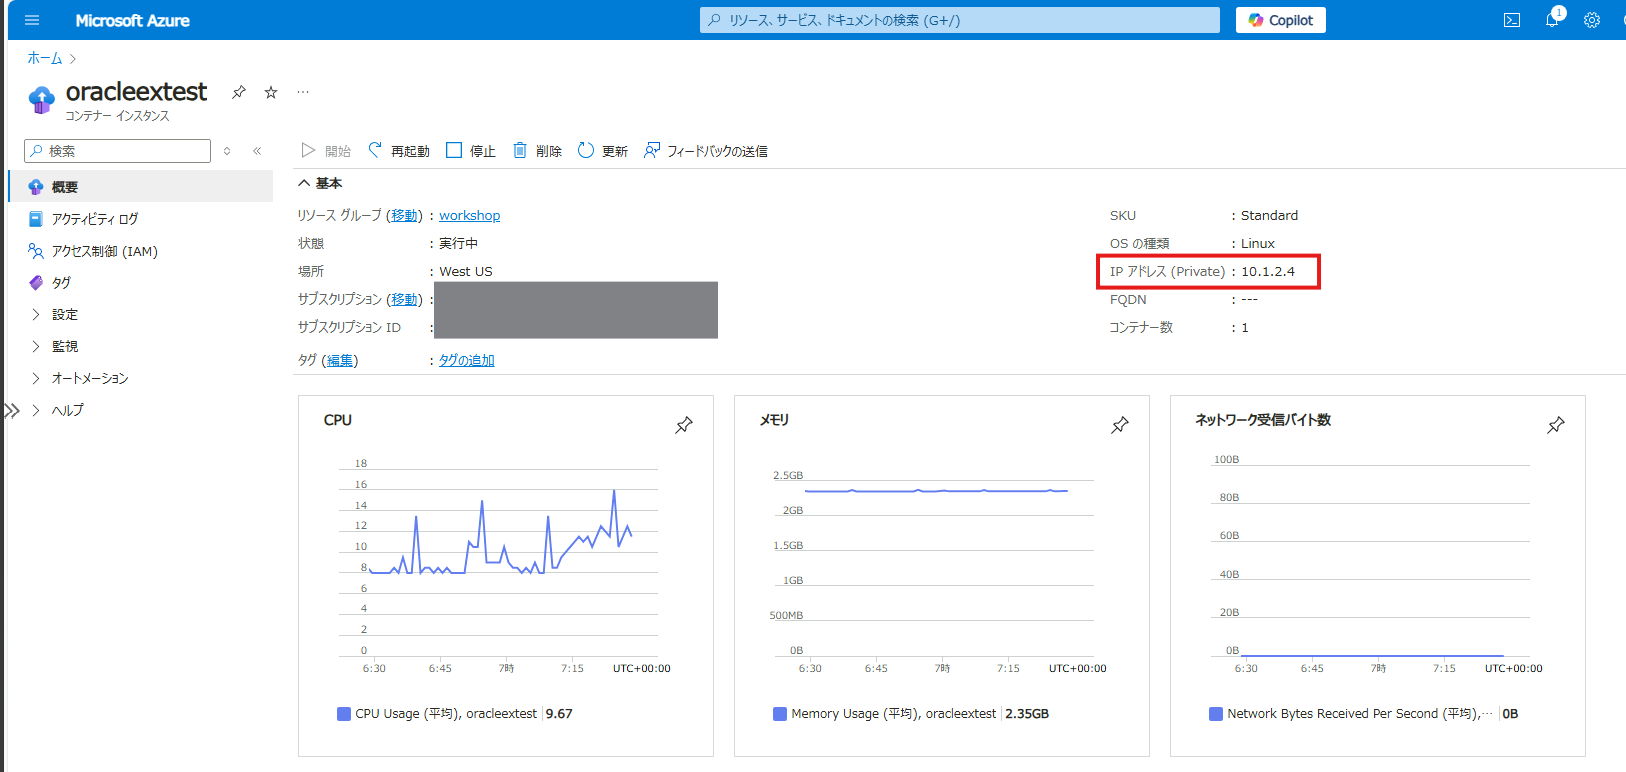 Microsoft Azure
リソース、サービス、ドキュメントの検索 (G+/)
Copilot
1
ホーム
oracleextest
コンテナー インスタンス
検索
開始
再起動
停止
削除
更新
フィードバックの送信
概要
アクティビティ ログ
アクセス制御 (IAM)
タグ
設定
監視
オートメーション
ヘルプ
基本
リソース グループ (移動) : workshop
状態 : 実行中
場所 : West US
サブスクリプション (移動) :
サブスクリプション ID :
タグ (編集) : タグの追加
SKU : Standard
OS の種類 : Linux
IP アドレス (Private) : 10.1.2.4
FQDN : ---
コンテナー数 : 1
CPU
18
16
14
12
10
8
6
4
2
0
6:30 6:45 7時 7:15 UTC+00:00
CPU Usage (平均), oracleextest 9.67
メモリ
2.5GB
2GB
1.5GB
1GB
500MB
0B
6:30 6:45 7時 7:15 UTC+00:00
Memory Usage (平均), oracleextest 2.35GB
ネットワーク受信バイト数
100B
80B
60B
40B
20B
0B
6:30 6:45 7時 7:15 UTC+00:00
Network Bytes Received Per Second (平均),… 0B